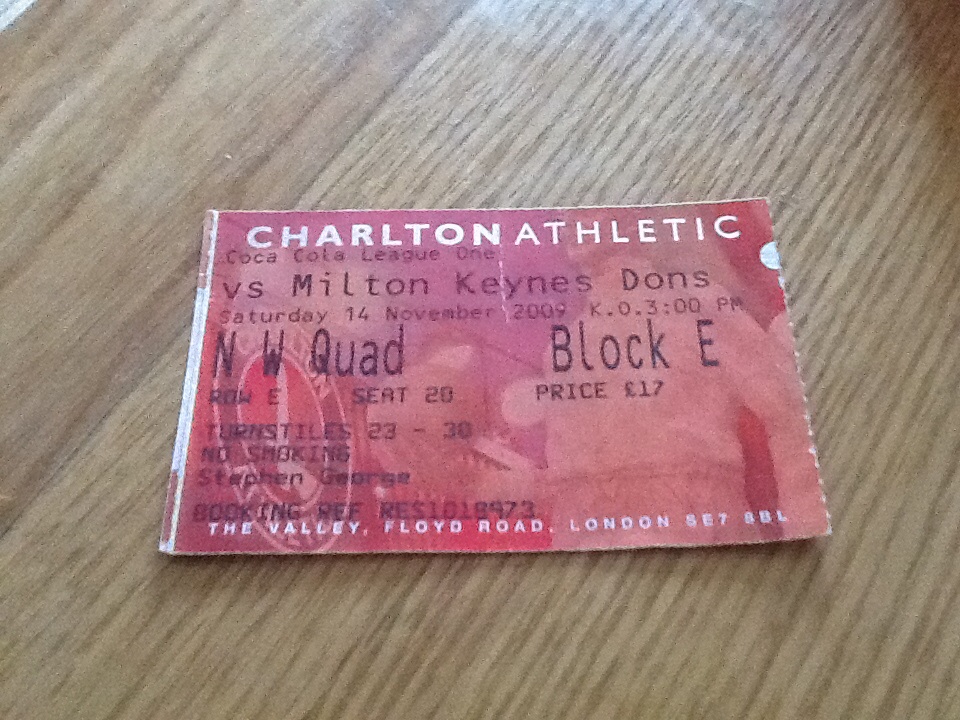 CHARLTON ATHLETIC
Coca Cola League One
vs Milton Keynes Dons
Saturday 14 November 2009 K.O.3:00 PM
N W Quad Block E
ROW E SEAT 28 PRICE £17
TURNSTILES 23 - 30
NO SMOKING
Stephen George
BOOKING REF RES1018973
THE VALLEY, FLOYD ROAD, LONDON SE7 8BL